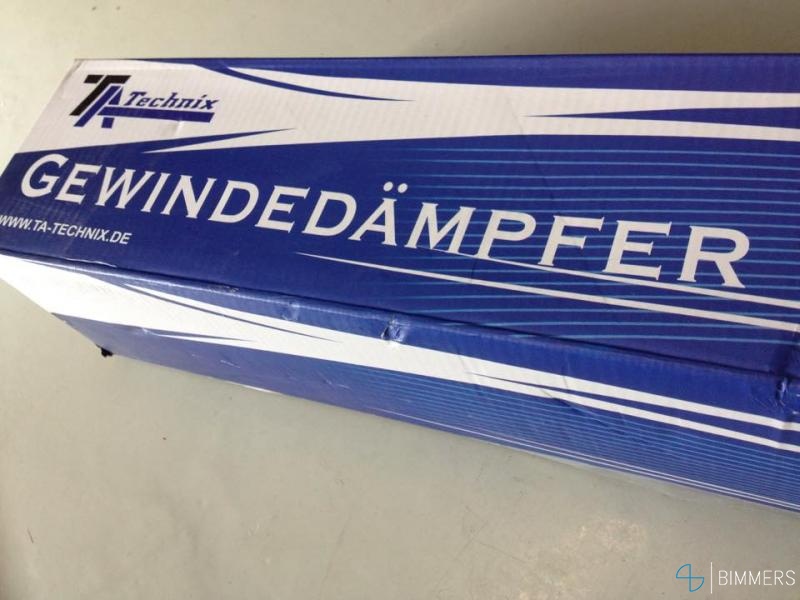 TA Technix
GEWINDEDÄMPFER
WWW.TA-TECHNIX.DE
BIMMERS